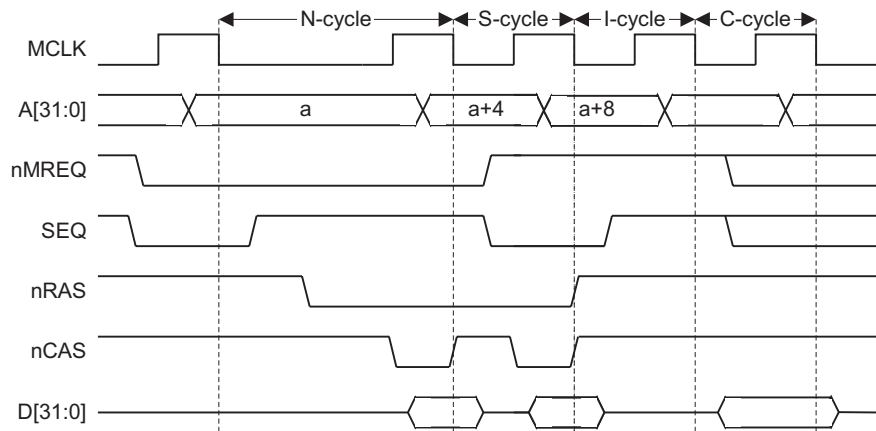 N-cycle S-cycle I-cycle C-cycle
MCLK
A[31:0] a a+4 a+8
nMREQ
SEQ
nRAS
nCAS
D[31:0]